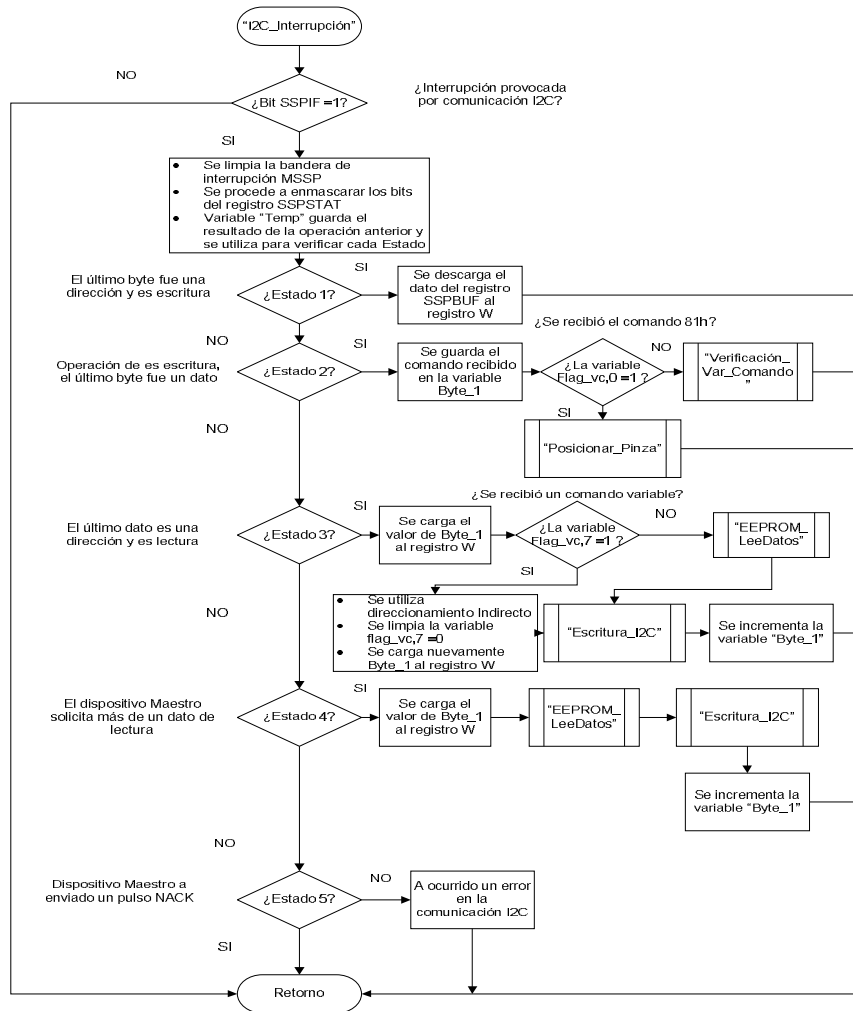 “I2C_Interrupción”
NO
¿Bit SSPIF =1?
¿Interrupción provocada
por comunicación I2C?
SI
• Se limpia la bandera de
interrupción MSSP
• Se procede a enmascarar los bits
del registro SSPSTAT
• Variable “Temp” guarda el
resultado de la operación anterior y
se utiliza para verificar cada Estado
El último byte fue una
dirección y es escritura
¿Estado 1?
SI
Se descarga el
dato del registro
SSPBUF al
registro W
NO
¿Se recibió el comando 81h?
Operación de es escritura,
el último byte fue un dato
¿Estado 2?
SI
Se guarda el
comando recibido
en la variable
Byte_1
¿La variable
Flag_vc,0 =1 ?
NO
“Verificación_
Var_Comando
”
SI
“Posicionar_Pinza”
NO
¿Se recibió un comando variable?
El último dato es una
dirección y es lectura
¿Estado 3?
SI
Se carga el
valor de Byte_1
al registro W
¿La variable
Flag_vc,7 =1 ?
NO
“EEPROM_
LeeDatos”
SI
• Se utiliza
direccionamiento Indirecto
• Se limpia la variable
flag_vc,7 =0
• Se carga nuevamente
Byte_1 al registro W
“Escritura_I2C”
Se incrementa la
variable “Byte_1”
NO
El dispositivo Maestro
solicita más de un dato de
lectura
¿Estado 4?
SI
Se carga el
valor de Byte_1
al registro W
“EEPROM_
LeeDatos”
“Escritura_I2C”
Se incrementa la
variable “Byte_1”
NO
Dispositivo Maestro a
enviado un pulso NACK
¿Estado 5?
NO
A ocurrido un error
en la
comunicación I2C
SI
Retorno